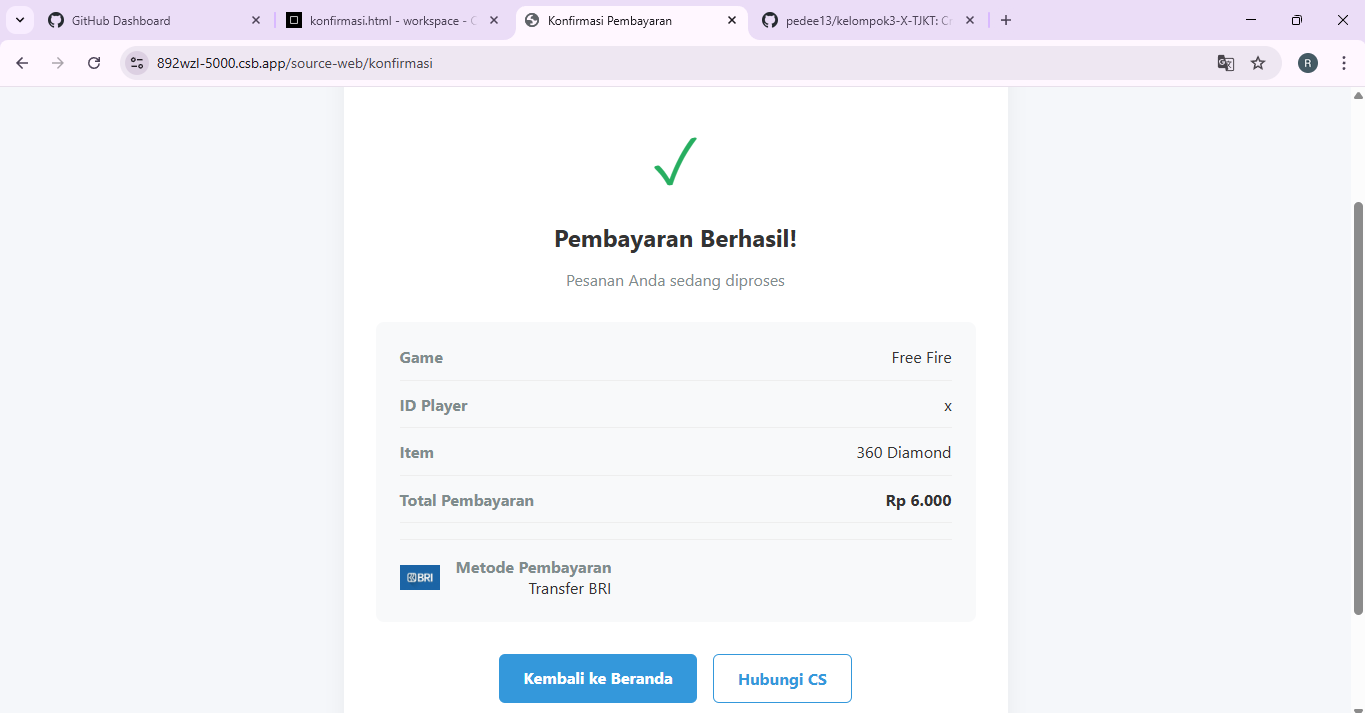 GitHub Dashboard
konfirmasi.html - workspace - C
Konfirmasi Pembayaran
pedee13/kelompok3-X-TJKT: Cr
892wzl-5000.csb.app/source-web/konfirmasi
R
Pembayaran Berhasil!
Pesanan Anda sedang diproses
Game Free Fire
ID Player x
Item 360 Diamond
Total Pembayaran Rp 6.000
BRI
Metode Pembayaran
Transfer BRI
Kembali ke Beranda Hubungi CS